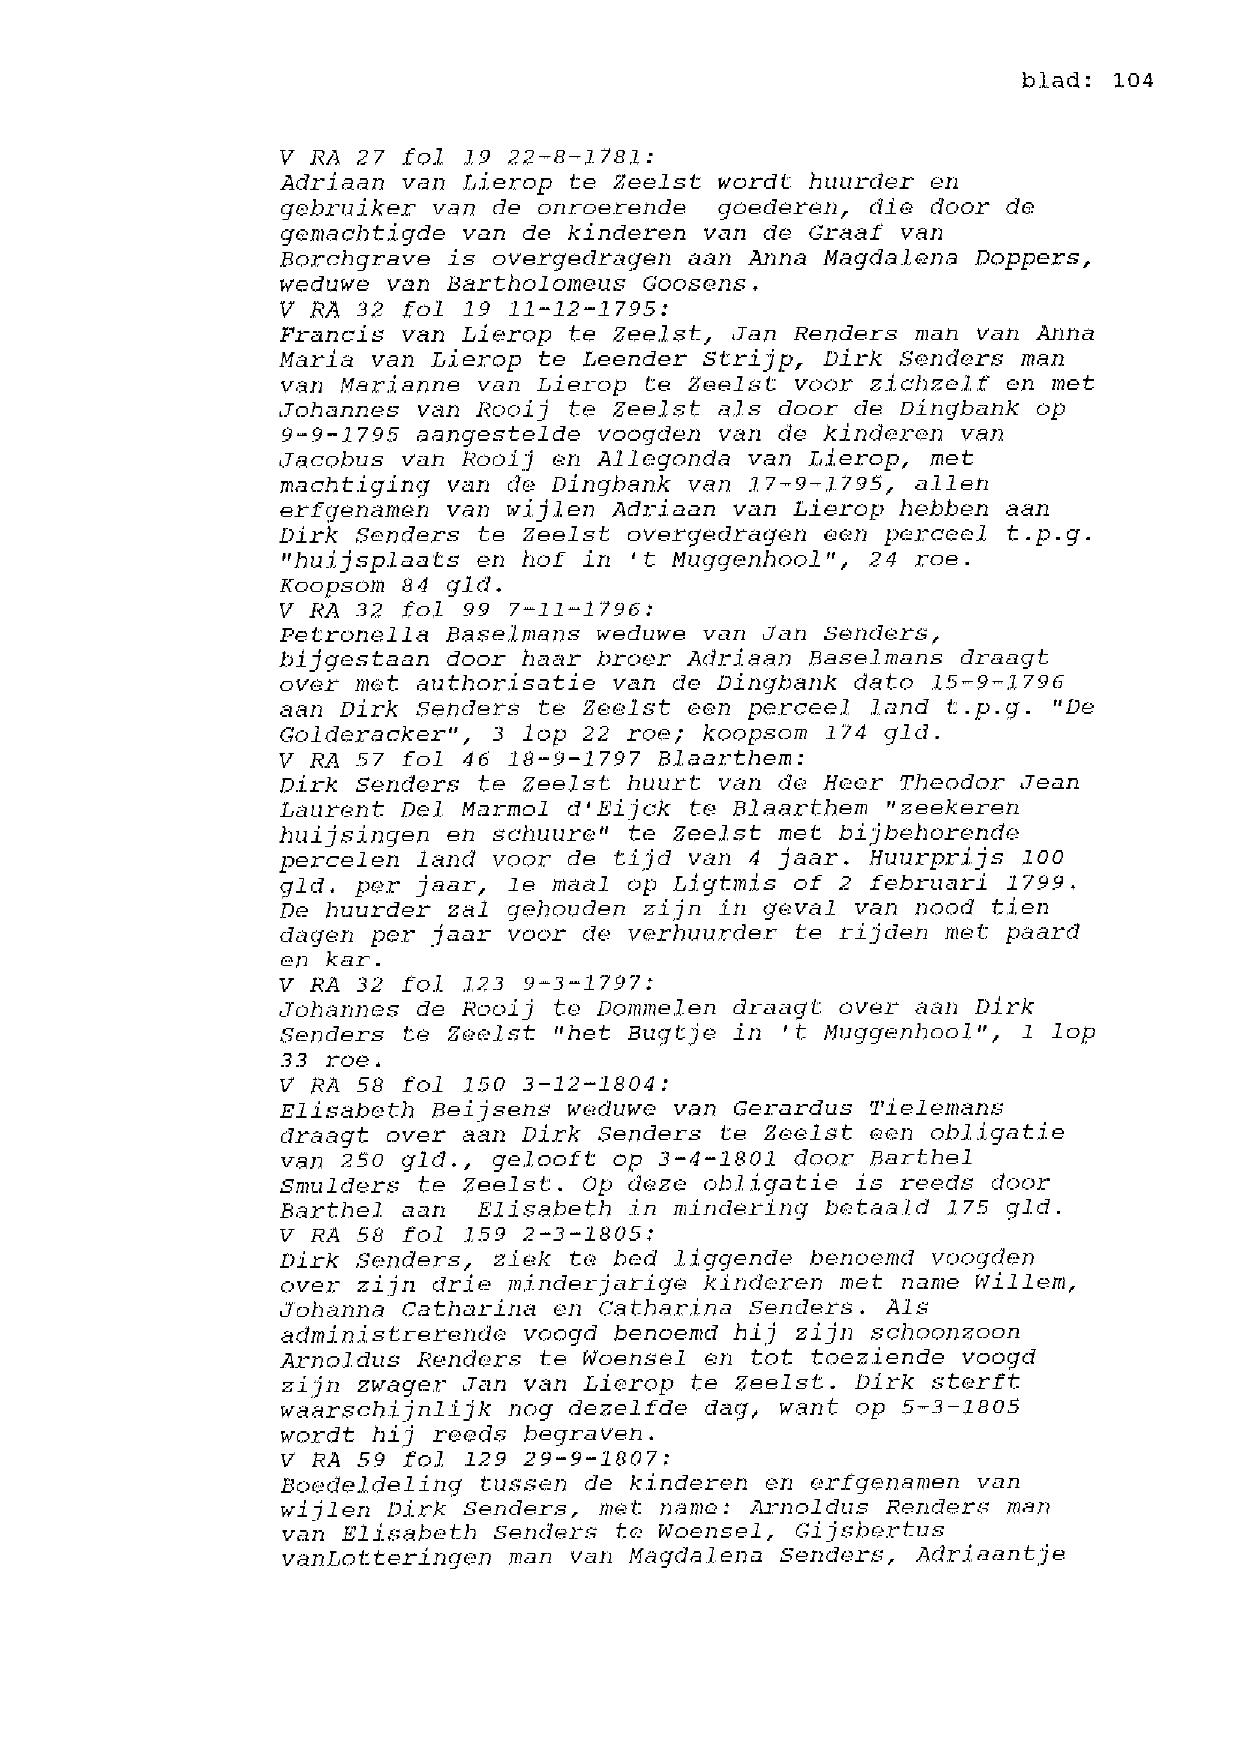 blad: 104
V RA 27 fol 19 22-8-1781:
Adriaan van Lierop te Zeelst wordt huurder en
gebruiker van de onroerende goederen, die door de
gemachtigde van de kinderen van de Graaf van
Borchgrave is overgedragen aan Anna Magdalena Doppers,
weduwe van Bartholomeus Goosens.
V RA 32 fol 19 11-12-1795:
Francis van Lierop te Zeelst, Jan Renders man van Anna
Maria van Lierop te Leender Strijp, Dirk Senders man
van Marianne van Lierop te Zeelst voor zichzelf en met
Johannes van Rooij te Zeelst als door de Dingbank op
9-9-1795 aangestelde voogden van de kinderen van
Jacobus van Rooij en Allegonda van Lierop, met
machtiging van de Dingbank van 17-9-1795, allen
erfgenamen van wijlen Adriaan van Lierop hebben aan
Dirk Senders te Zeelst overgedragen een perceel t.p.g.
"huijsplaats en hof in 't Muggenhool", 24 roe.
Koopsom 84 gld.
V RA 32 fol 99 7-11-1796:
Petronella Baselmans weduwe van Jan Senders,
bijgestaan door haar broer Adriaan Baselmans draagt
over met authorisatie van de Dingbank dato 15-9-1796
aan Dirk Senders te Zeelst een perceel land t.p.g. "De
Golderacker", 3 lop 22 roe; koopsom 174 gld.
V RA 57 fol 46 18-9-1797 Blaarthem:
Dirk Senders te Zeelst huurt van de Heer Theodor Jean
Laurent Del Marmol d'Eijck te Blaarthem "zeekeren
huijsingen en schuure" te Zeelst met bijbehorende
percelen land voor de tijd van 4 jaar. Huurprijs 100
gld. per jaar, 1e maal op Ligtmis of 2 februari 1799.
De huurder zal gehouden zijn in geval van nood tien
dagen per jaar voor de verhuurder te rijden met paard
en kar.
V RA 32 fol 123 9-3-1797:
Johannes de Rooij te Dommelen draagt over aan Dirk
Senders te Zeelst "het Bugtje in 't Muggenhool", 1 lop
33 roe.
V RA 58 fol 150 3-12-1804:
Elisabeth Beijsens weduwe van Gerardus Tielemans
draagt over aan Dirk Senders te Zeelst een obligatie
van 250 gld., gelooft op 3-4-1801 door Barthel
Smulders te Zeelst. Op deze obligatie is reeds door
Barthel aan Elisabeth in mindering betaald 175 gld.
V RA 58 fol 159 2-3-1805:
Dirk Senders, ziek te bed liggende benoemd voogden
over zijn drie minderjarige kinderen met name Willem,
Johanna Catharina en Catharina Senders. Als
administrerende voogd benoemd hij zijn schoonzoon
Arnoldus Renders te Woensel en tot toeziende voogd
zijn zwager Jan van Lierop te Zeelst. Dirk sterft
waarschijnlijk nog dezelfde dag, want op 5-3-1805
wordt hij reeds begraven.
V RA 59 fol 129 29-9-1807:
Boedeldeling tussen de kinderen en erfgenamen van
wijlen Dirk Senders, met name: Arnoldus Renders man
van Elisabeth Senders te Woensel, Gijsbertus
vanLotteringen man van Magdalena Senders, Adriaantje